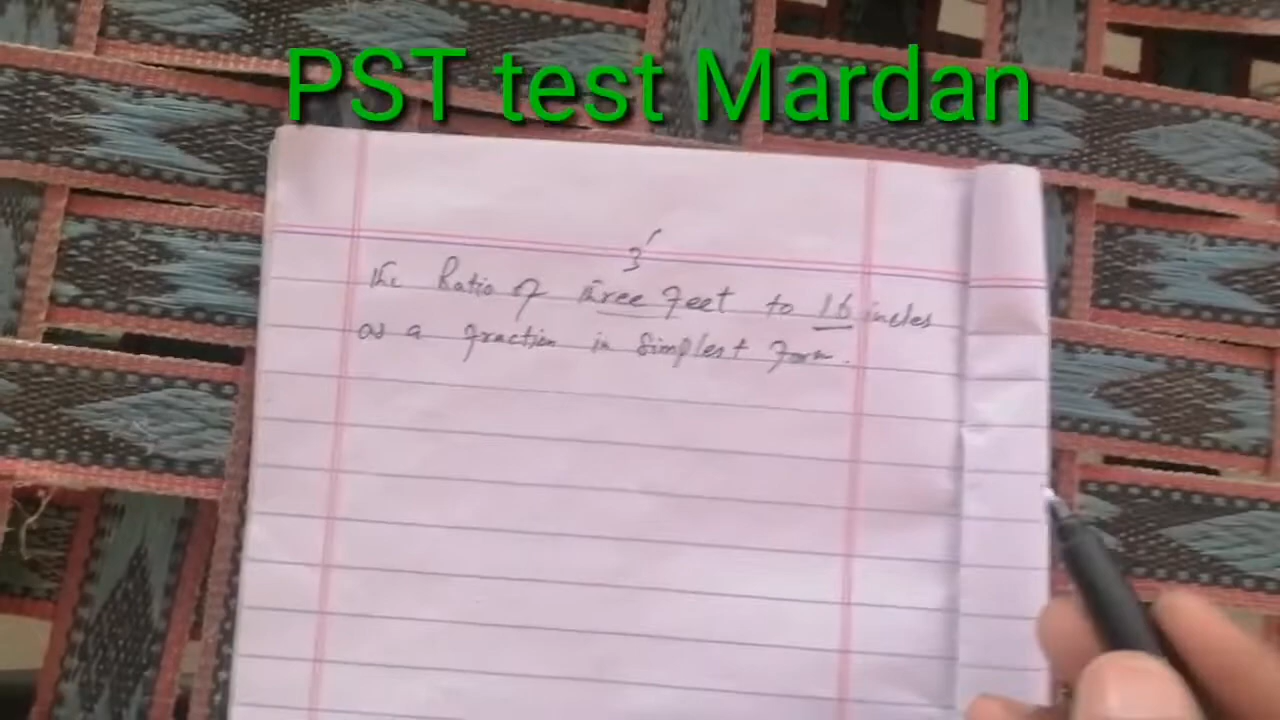 PST test Mardan
3'
the Ratio of three feet to 16 inches
as a fraction in simplest form.